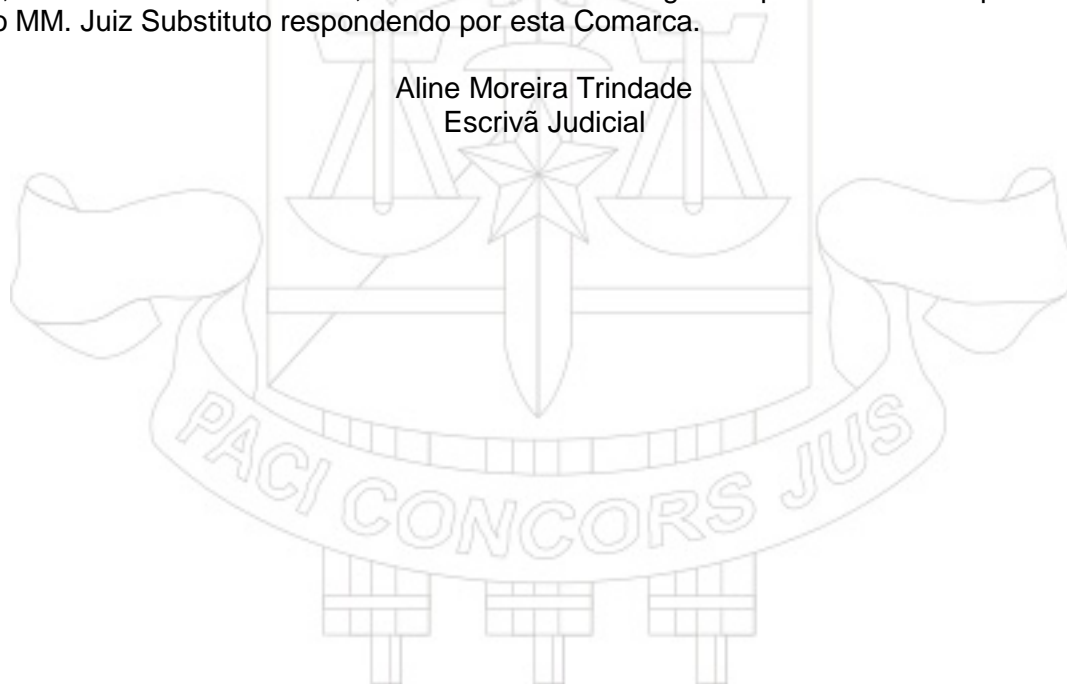 o MM. Juiz Substituto respondendo por esta Comarca.
Aline Moreira Trindade
Escrivã Judicial
PACI CONCORS JUS